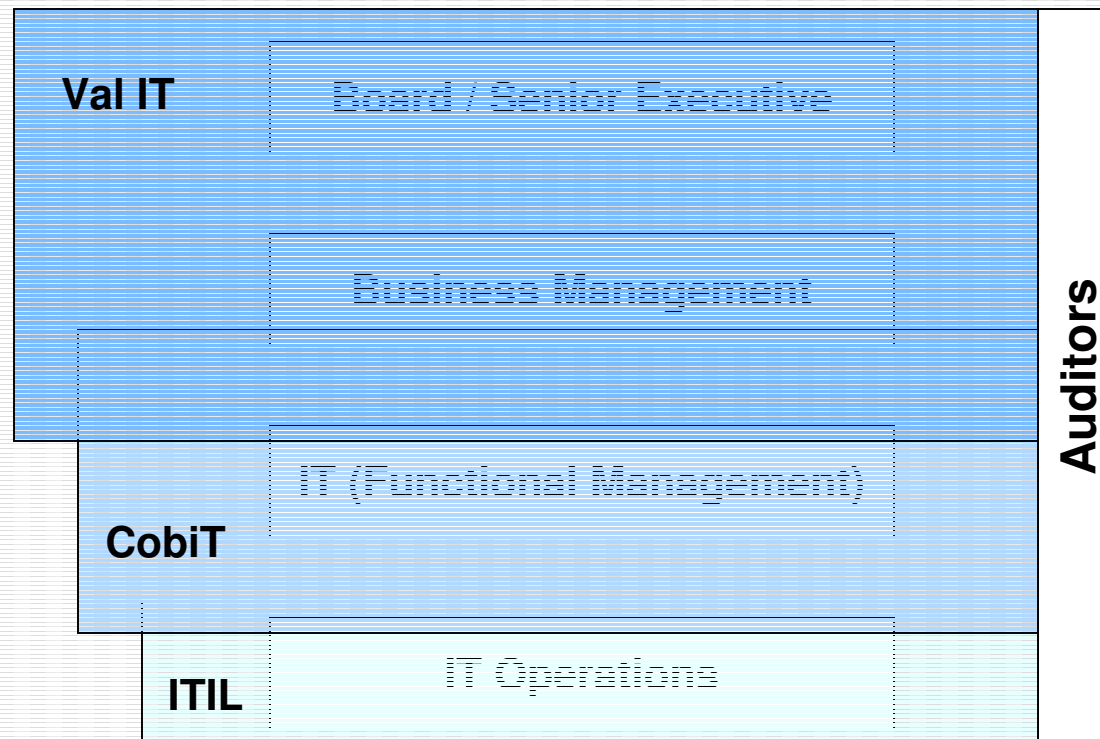 Val IT
Board / Senior Executive
Business Management
Auditors
IT (Functional Management)
CobiT
IT Operations
ITIL